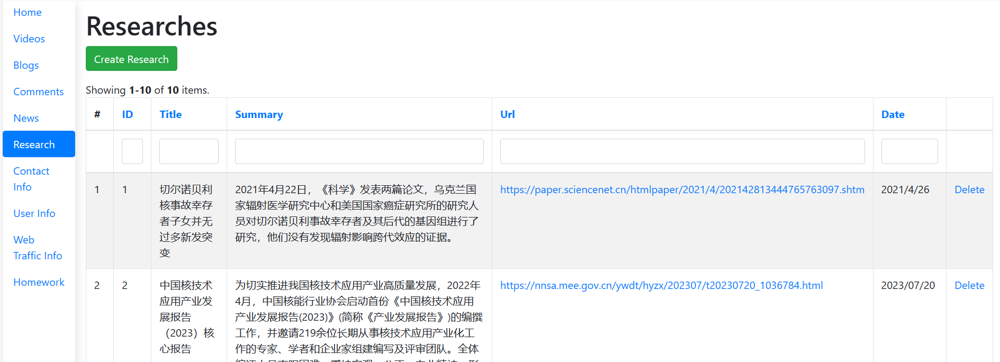 Home
Videos
Blogs
Comments
News
Research
Contact
Info
User Info
Web
Traffic Info
Homework
Researches
Create Research
Showing 1-10 of 10 items.
# ID Title Summary Url Date
1 1
切尔诺贝利
核事故幸存
者子女并无
过多新发突
变
2021年4月22日，《科学》发表两篇论文，乌克兰国
家辐射医学研究中心和美国国家癌症研究所的研究人
员对切尔诺贝利事故幸存者及其后代的基因组进行了
研究，他们没有发现辐射影响跨代效应的证据。
https://paper.sciencenet.cn/htmlpaper/2021/4/202142813444765763097.shtm
2021/4/26
Delete
2 2
中国核技术
应用产业发
展报告
（2023）核
心报告
为切实推进我国核技术应用产业高质量发展，2022年
4月，中国核能行业协会启动首份《中国核技术应用
产业发展报告(2023)》(简称《产业发展报告》)的编撰
工作，并邀请219余位长期从事核技术应用产业化工
作的专家、学者和企业家组建编写及评审团队。全体
https://nnsa.mee.gov.cn/ywdt/hyzx/202307/t20230720_1036784.html
2023/07/20
Delete